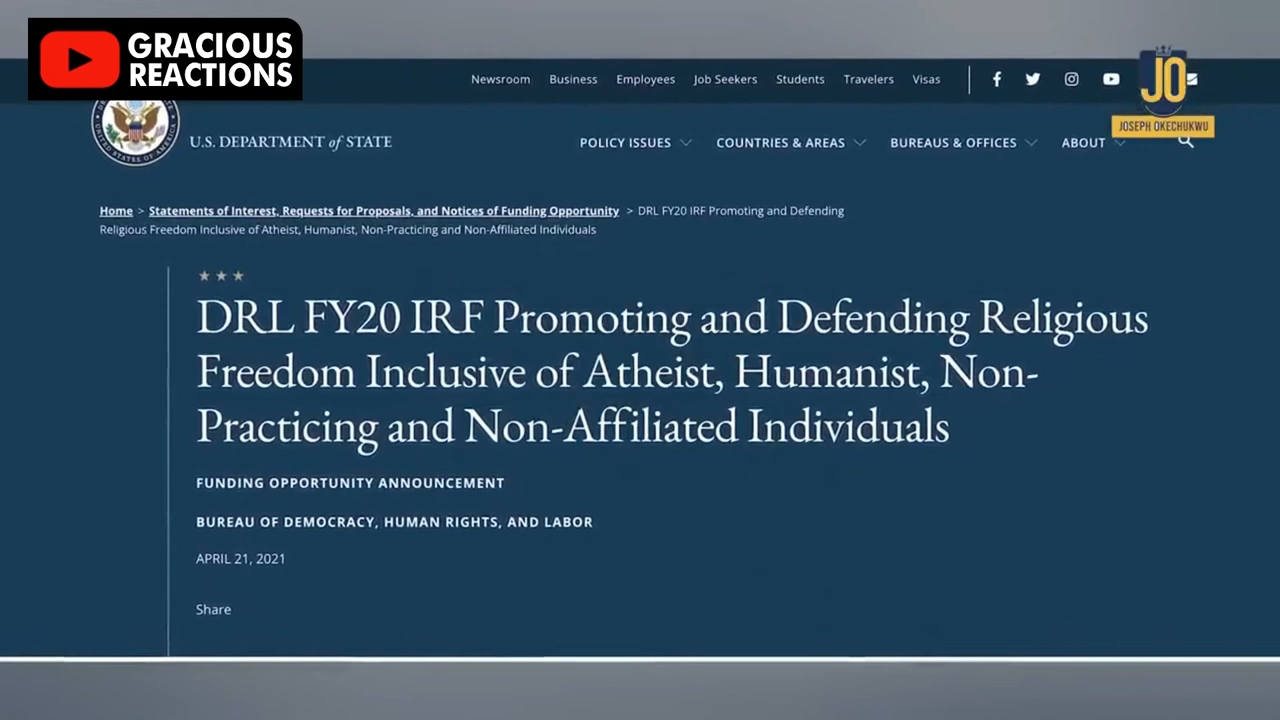 GRACIOUS
REACTIONS
Newsroom Business Employees Job Seekers Students Travelers Visas
JO
JOSEPH OKECHUKWU
U.S. DEPARTMENT of STATE
POLICY ISSUES COUNTRIES & AREAS BUREAUS & OFFICES ABOUT
Home > Statements of Interest, Requests for Proposals, and Notices of Funding Opportunity > DRL FY20 IRF Promoting and Defending
Religious Freedom Inclusive of Atheist, Humanist, Non-Practicing and Non-Affiliated Individuals
DRL FY20 IRF Promoting and Defending Religious
Freedom Inclusive of Atheist, Humanist, Non-
Practicing and Non-Affiliated Individuals
FUNDING OPPORTUNITY ANNOUNCEMENT
BUREAU OF DEMOCRACY, HUMAN RIGHTS, AND LABOR
APRIL 21, 2021
Share